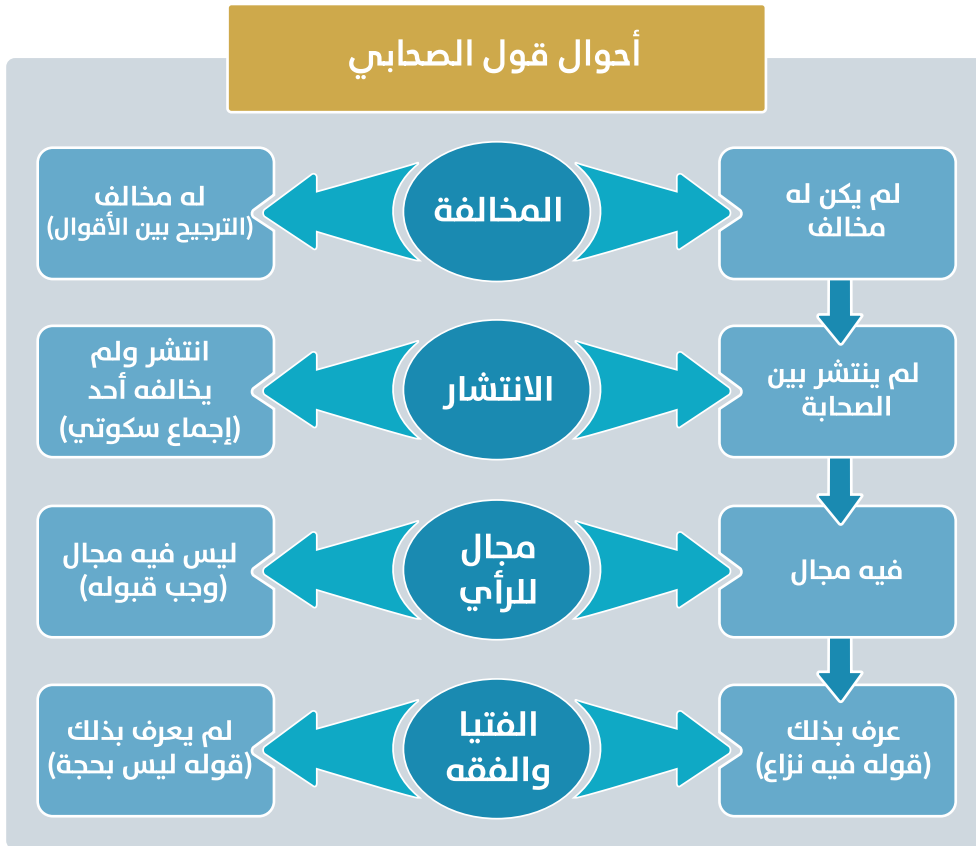 أحوال قول الصحابي
لم يكن له
مخالف
المخالفة
له مخالف
(الترجيح بين الأقوال)
لم ينتشر بين
الصحابة
الانتشار
انتشر ولم
يخالفه أحد
(إجماع سكوتي)
فيه مجال
مجال
للرأي
ليس فيه مجال
(وجب قبوله)
عرف بذلك
(قوله فيه نزاع)
الفتيا
والفقه
لم يعرف بذلك
(قوله ليس بحجة)